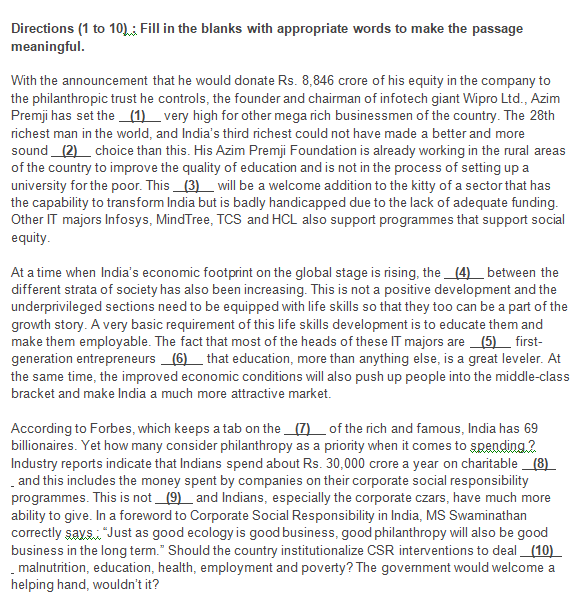 Directions (1 to 10) : Fill in the blanks with appropriate words to make the passage
meaningful.
With the announcement that he would donate Rs. 8,846 crore of his equity in the company to
the philanthropic trust he controls, the founder and chairman of infotech giant Wipro Ltd., Azim
Premji has set the __(1)__ very high for other mega rich businessmen of the country. The 28th
richest man in the world, and India's third richest could not have made a better and more
sound __(2)__ choice than this. His Azim Premji Foundation is already working in the rural areas
of the country to improve the quality of education and is not in the process of setting up a
university for the poor. This __(3)__ will be a welcome addition to the kitty of a sector that has
the capability to transform India but is badly handicapped due to the lack of adequate funding.
Other IT majors Infosys, MindTree, TCS and HCL also support programmes that support social
equity.
At a time when India's economic footprint on the global stage is rising, the __(4)__ between the
different strata of society has also been increasing. This is not a positive development and the
underprivileged sections need to be equipped with life skills so that they too can be a part of the
growth story. A very basic requirement of this life skills development is to educate them and
make them employable. The fact that most of the heads of these IT majors are __(5)__ first-
generation entrepreneurs __(6)__ that education, more than anything else, is a great leveler. At
the same time, the improved economic conditions will also push up people into the middle-class
bracket and make India a much more attractive market.
According to Forbes, which keeps a tab on the __(7)__ of the rich and famous, India has 69
billionaires. Yet how many consider philanthropy as a priority when it comes to spending ?
Industry reports indicate that Indians spend about Rs. 30,000 crore a year on charitable __(8)_
_ and this includes the money spent by companies on their corporate social responsibility
programmes. This is not __(9)__ and Indians, especially the corporate czars, have much more
ability to give. In a foreword to Corporate Social Responsibility in India, MS Swaminathan
correctly says : "Just as good ecology is good business, good philanthropy will also be good
business in the long term." Should the country institutionalize CSR interventions to deal __(10)_
_ malnutrition, education, health, employment and poverty? The government would welcome a
helping hand, wouldn't it?